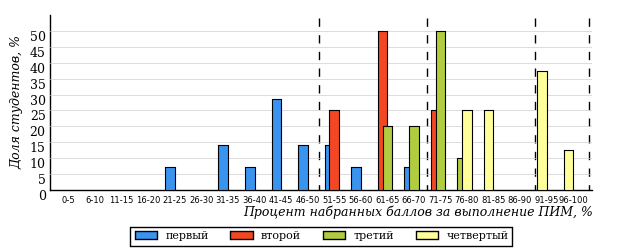 Доля студентов, %
50
45
40
35
30
25
20
15
10
5
0
0-5 6-10 11-15 16-20 21-25 26-30 31-35 36-40 41-45 46-50 51-55 56-60 61-65 66-70 71-75 76-80 81-85 86-90 91-95 96-100
Процент набранных баллов за выполнение ПИМ, %
первый второй третий четвертый